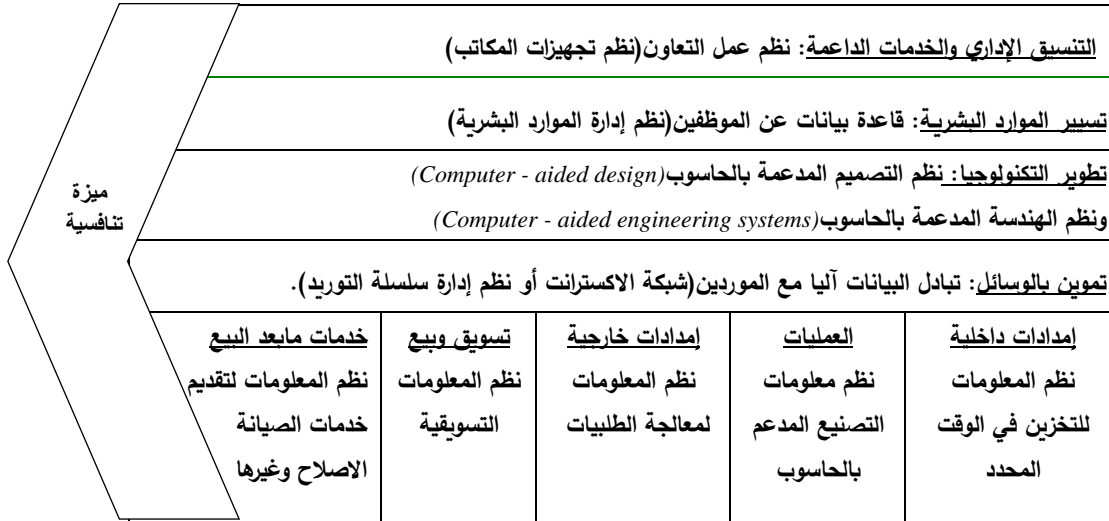 التنسيق الإداري والخدمات الداعمة: نظم عمل التعاون(نظم تجهيزات المكاتب)
تسيير الموارد البشرية: قاعدة بيانات عن الموظفين(نظم إدارة الموارد البشرية)
تطوير التكنولوجيا: نظم التصميم المدعمة بالحاسوب(Computer - aided design)
ونظم الهندسة المدعمة بالحاسوب(Computer - aided engineering systems)
تموين بالوسائل: تبادل البيانات آليا مع الموردين(شبكة الاكسترانت أو نظم إدارة سلسلة التوريد).
إمدادات داخلية
نظم المعلومات
للتخزين في الوقت
المحدد
العمليات
نظم معلومات
التصنيع المدعم
بالحاسوب
إمدادات خارجية
نظم المعلومات
لمعالجة الطلبيات
تسويق وبيع
نظم المعلومات
التسويقية
خدمات مابعد البيع
نظم المعلومات لتقديم
خدمات الصيانة
الاصلاح وغيرها
ميزة
تنافسية